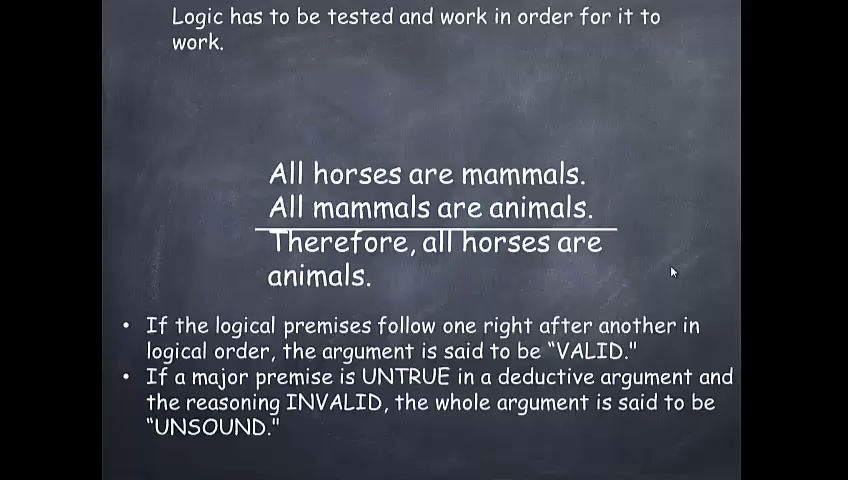 Logic has to be tested and work in order for it to
work.
All horses are mammals.
All mammals are animals.
Therefore, all horses are
animals.
• If the logical premises follow one right after another in
logical order, the argument is said to be “VALID."
• If a major premise is UNTRUE in a deductive argument and
the reasoning INVALID, the whole argument is said to be
“UNSOUND."